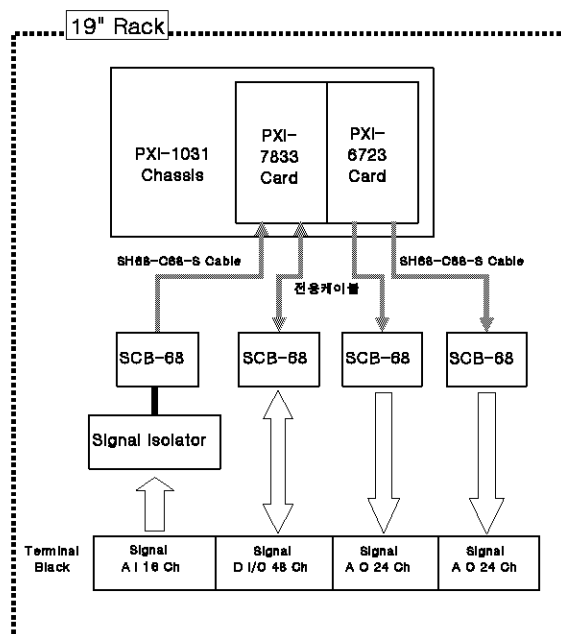 19" Rack
PXI-1031
Chassis
PXI-
7833
Card
PXI-
6723
Card
SH68-C68-S Cable
전용케이블
SH68-C68-S Cable
SCB-68
SCB-68
SCB-68
SCB-68
Signal Isolator
Terminal
Black
Signal
A I 16 Ch
Signal
D I/O 48 Ch
Signal
A O 24 Ch
Signal
A O 24 Ch